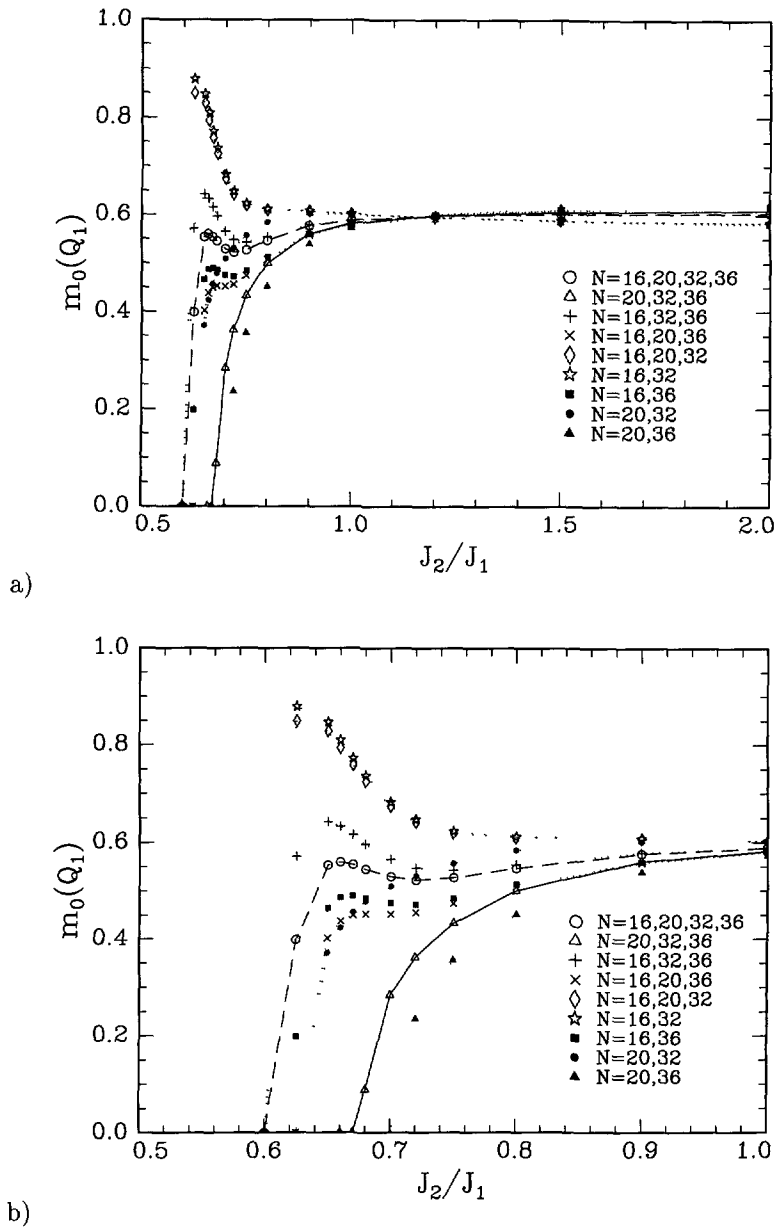 1.0
0.8
0.6
0.4
0.2
0.0
m₀(Q₁)
N=16,20,32,36
N=20,32,36
N=16,32,36
N=16,20,36
N=16,20,32
N=16,32
N=16,36
N=20,32
N=20,36
0.5 1.0 1.5 2.0
J₂/J₁
a)
1.0
0.8
0.6
0.4
0.2
0.0
m₀(Q₁)
N=16,20,32,36
N=20,32,36
N=16,32,36
N=16,20,36
N=16,20,32
N=16,32
N=16,36
N=20,32
N=20,36
0.5 0.6 0.7 0.8 0.9 1.0
J₂/J₁
b)